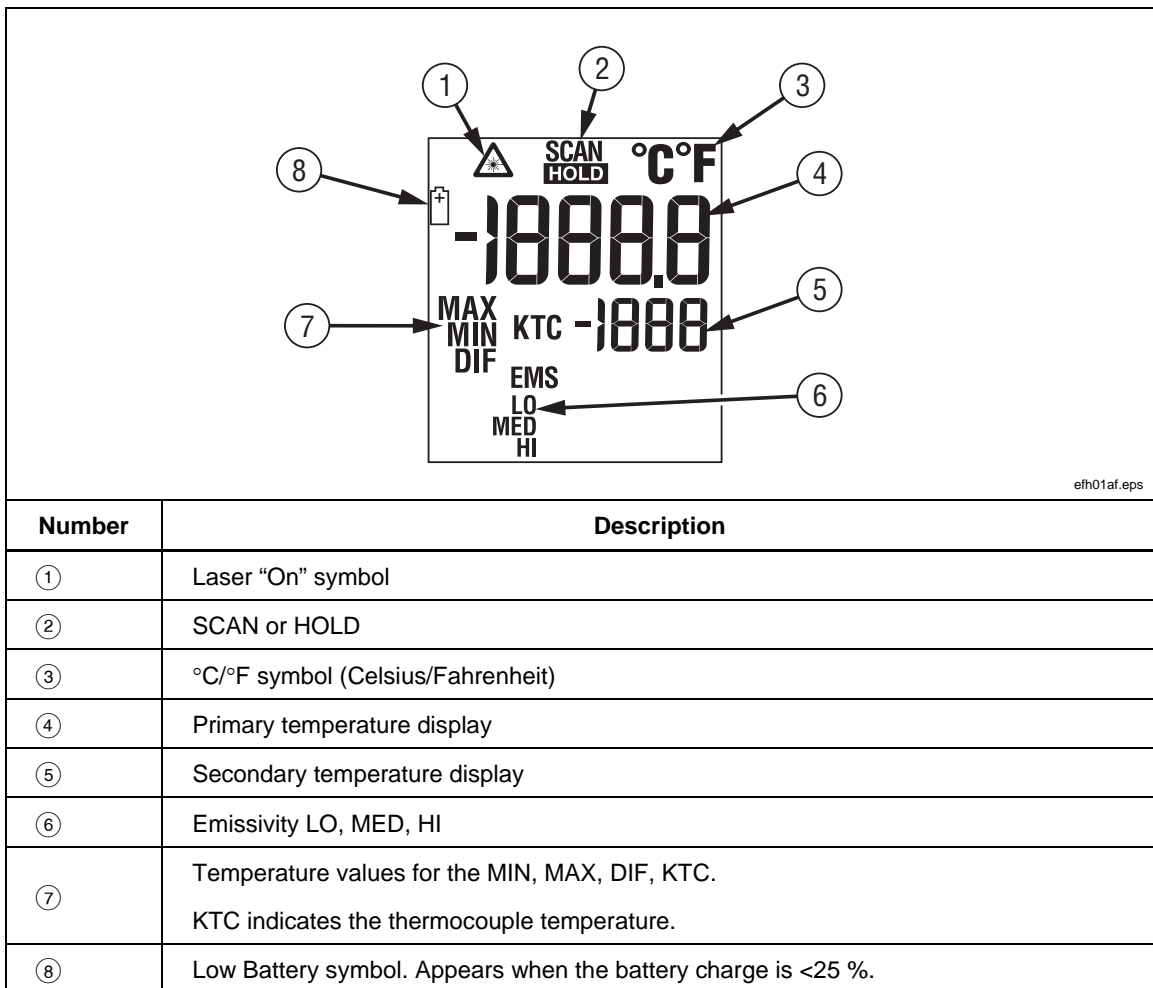 1
2
3
8
SCAN
HOLD
°C°F
4
+
-1888.8
5
7
MAX
MIN
DIF
KTC -1888
EMS
LO
MED
HI
6
efh01af.eps
Number Description
① Laser “On” symbol
② SCAN or HOLD
③ °C/°F symbol (Celsius/Fahrenheit)
④ Primary temperature display
⑤ Secondary temperature display
⑥ Emissivity LO, MED, HI
⑦ Temperature values for the MIN, MAX, DIF, KTC.
KTC indicates the thermocouple temperature.
⑧ Low Battery symbol. Appears when the battery charge is <25 %.